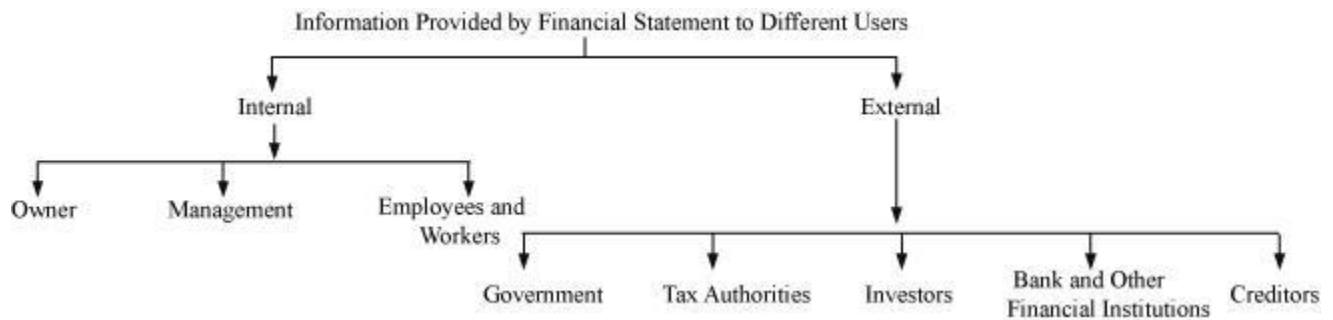 Information Provided by Financial Statement to Different Users
Internal
External
Owner
Management
Employees and
Workers
Government
Tax Authorities
Investors
Bank and Other
Financial Institutions
Creditors